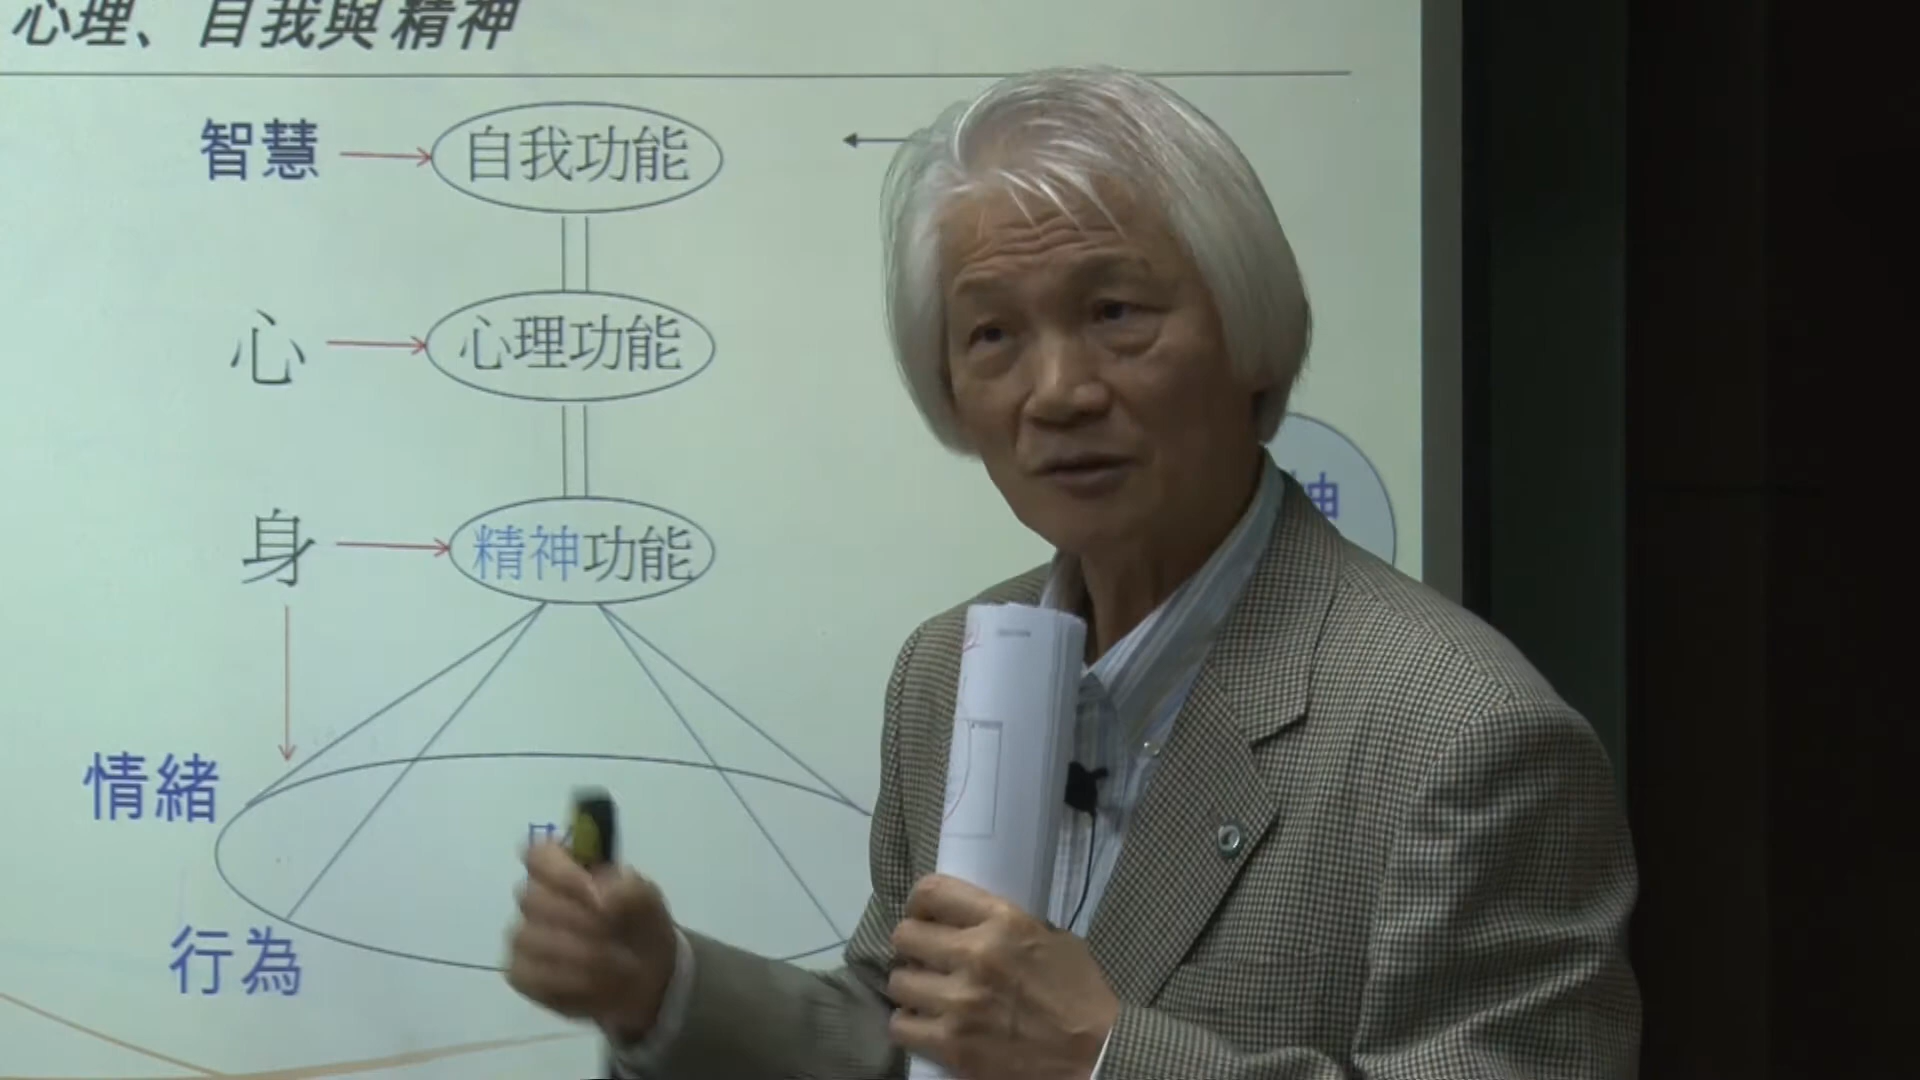 心理、自我與精神
智慧
自我功能
心
心理功能
身
精神功能
神
情緒
行為